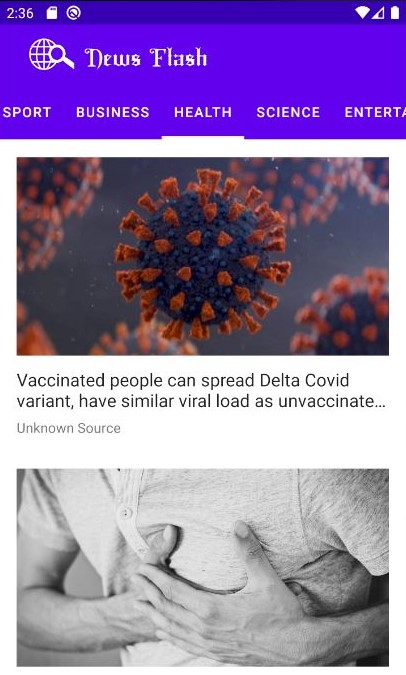 2:36
News Flash
SPORT BUSINESS HEALTH SCIENCE ENTERTA
Vaccinated people can spread Delta Covid
variant, have similar viral load as unvaccinate...
Unknown Source